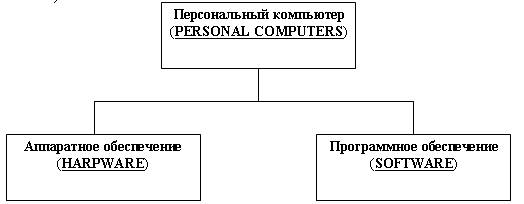 Персональный компьютер
(PERSONAL COMPUTERS)
Аппаратное обеспечение
(HARPWARE)
Программное обеспечение
(SOFTWARE)